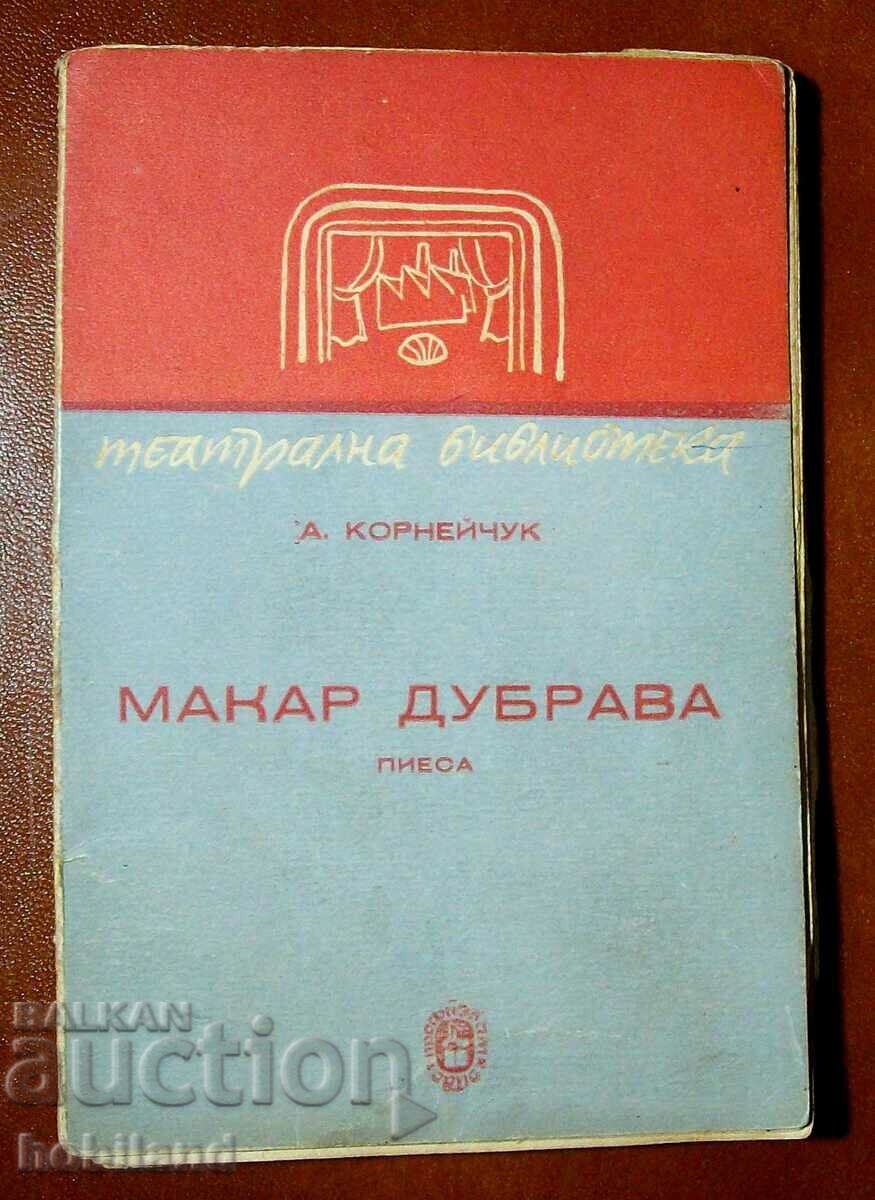 театрална библиотека
А. КОРНЕЙЧУК
МАКАР ДУБРАВА
ПИЕСА
BALKAN
auction
hobiland